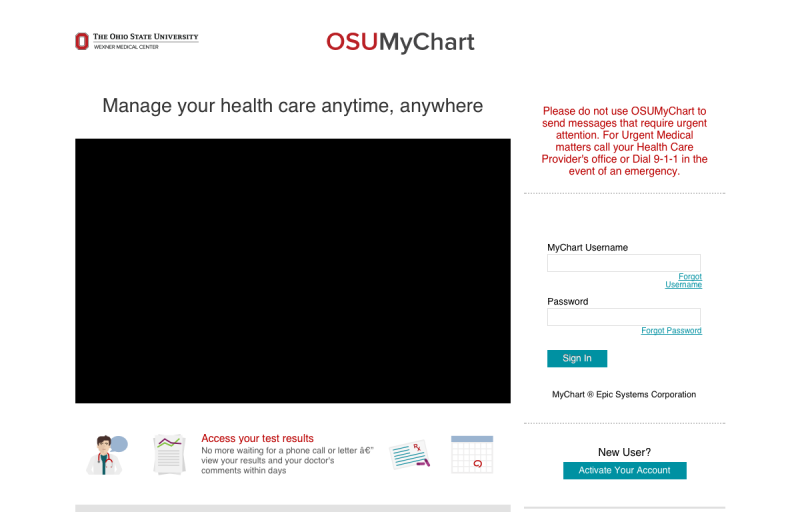 THE OHIO STATE UNIVERSITY
WEXNER MEDICAL CENTER
OSUMyChart
Manage your health care anytime, anywhere
Please do not use OSUMyChart to
send messages that require urgent
attention. For Urgent Medical
matters call your Health Care
Provider's office or Dial 9-1-1 in the
event of an emergency.
MyChart Username
Forgot
Username
Password
Forgot Password
Sign In
MyChart ® Epic Systems Corporation
Access your test results
No more waiting for a phone call or letter â€”
view your results and your doctor's
comments within days
Rx
New User?
Activate Your Account